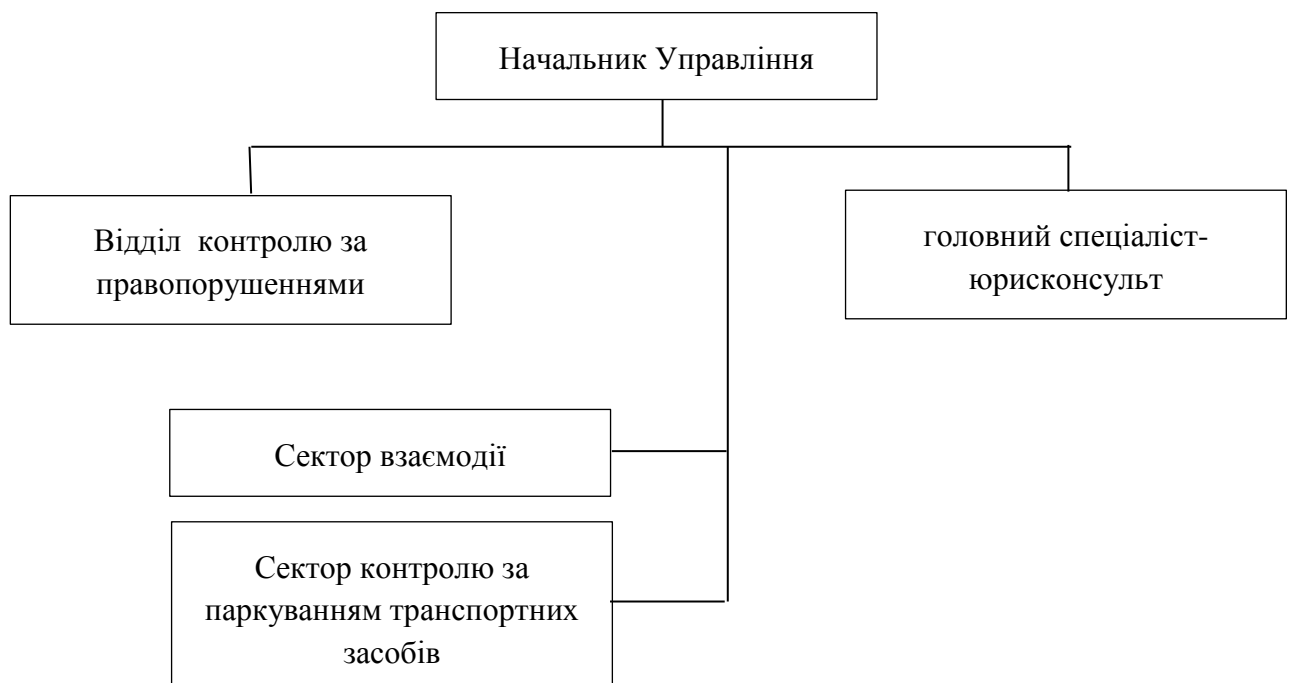 Начальник Управління
Відділ контролю за
правопорушеннями
головний спеціаліст-
юрисконсульт
Сектор взаємодії
Сектор контролю за
паркуванням транспортних
засобів